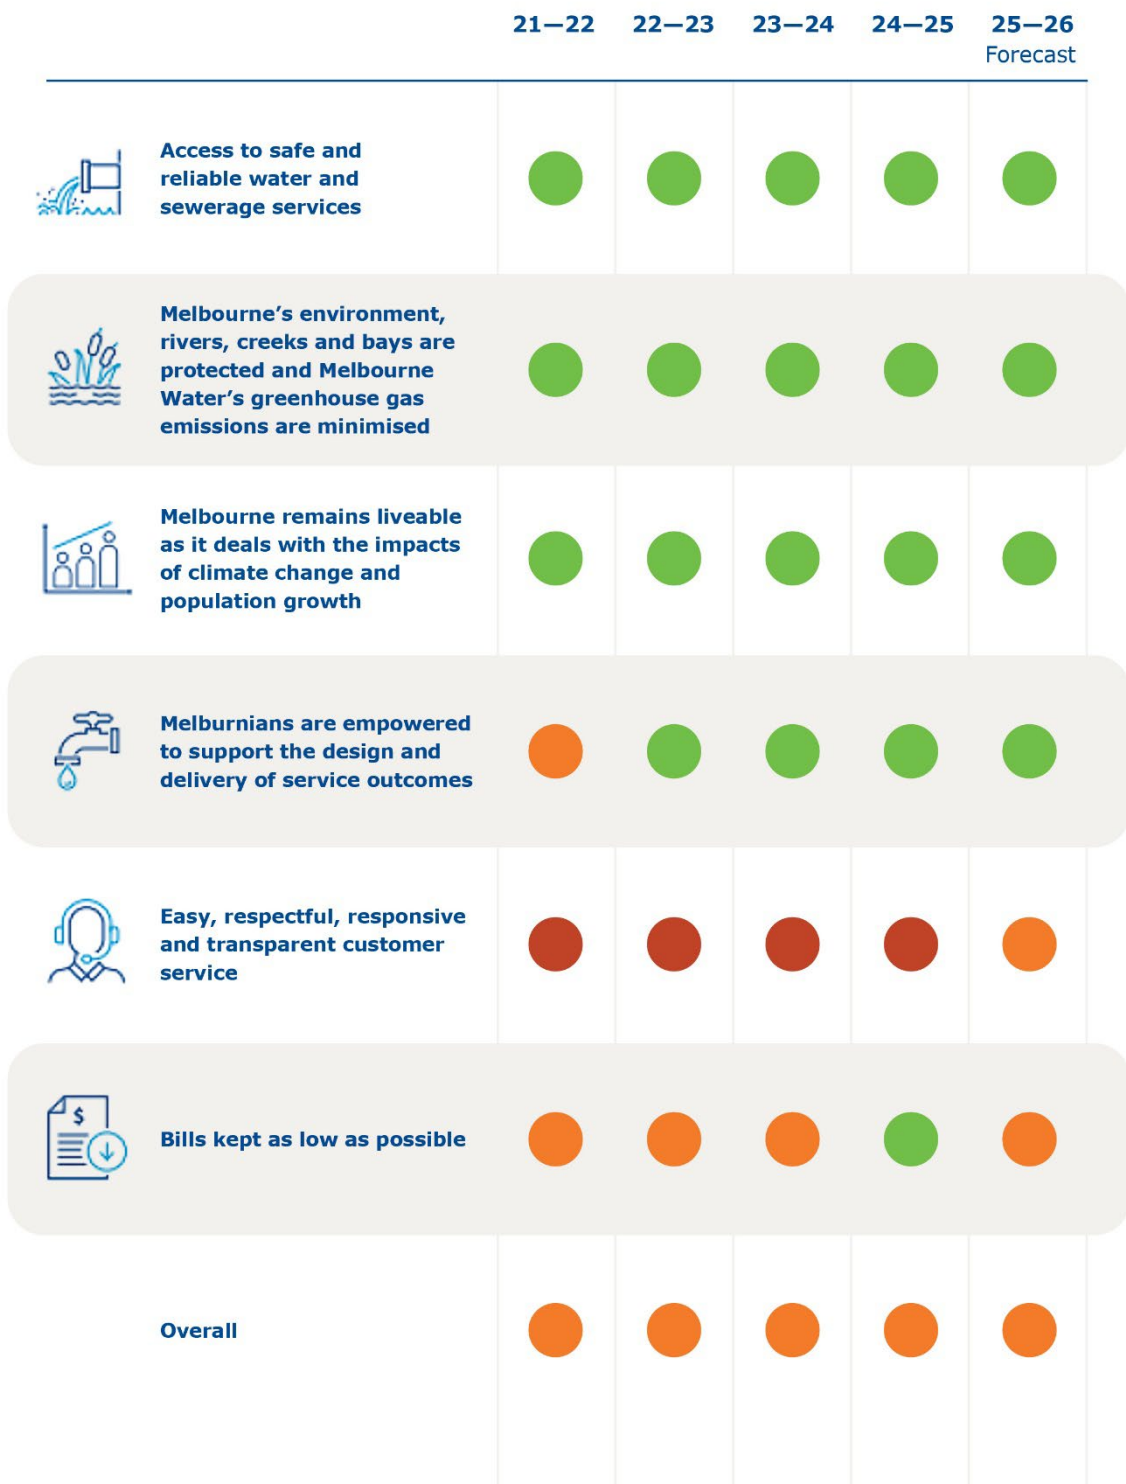 21—22 22—23 23—24 24—25 25—26
Forecast
Access to safe and
reliable water and
sewerage services
Melbourne’s environment,
rivers, creeks and bays are
protected and Melbourne
Water’s greenhouse gas
emissions are minimised
Melbourne remains liveable
as it deals with the impacts
of climate change and
population growth
Melburnians are empowered
to support the design and
delivery of service outcomes
Easy, respectful, responsive
and transparent customer
service
$
Bills kept as low as possible
Overall